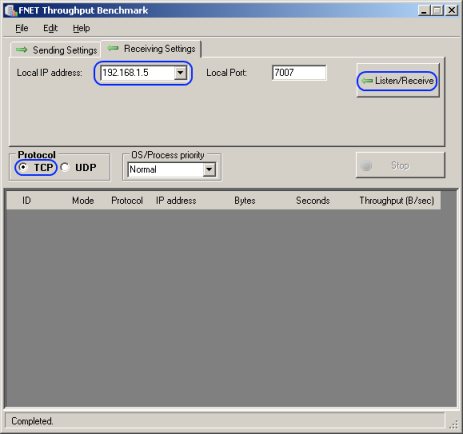 FNET Throughput Benchmark
File Edit Help
Sending Settings Receiving Settings
Local IP address: 192.168.1.5 Local Port: 7007 Listen/Receive
Protocol OS/Process priority
TCP UDP Normal Stop
ID Mode Protocol IP address Bytes Seconds Throughput (B/sec)
Completed.